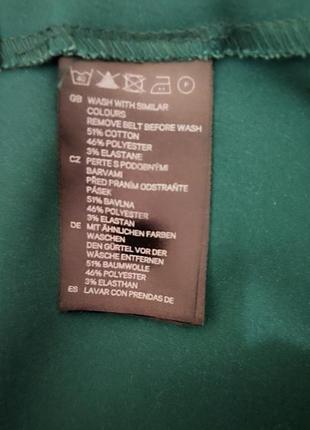 GB WASH WITH SIMILAR
COLOURS
REMOVE BELT BEFORE WASH
51% COTTON
46% POLYESTER
3% ELASTANE
CZ PERTE S PODOBNÝMI
BARVAMI
PŘED PRANÍM ODSTRAŇTE
PÁSEK
51% BAVLNA
46% POLYESTER
3% ELASTAN
DE MIT ÄHNLICHEN FARBEN
WASCHEN
DEN GÜRTEL VOR DER
WÄSCHE ENTFERNEN
51% BAUMWOLLE
46% POLYESTER
3% ELASTHAN
ES LAVAR CON PRENDAS DE